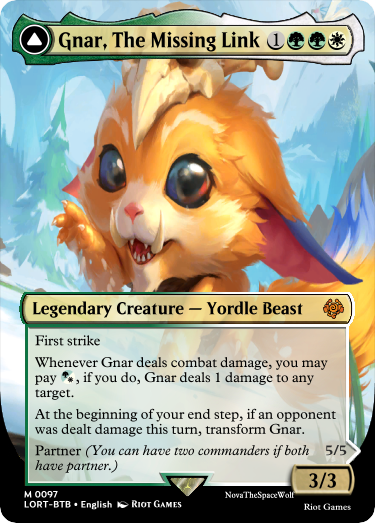 Gnar, The Missing Link 1
Legendary Creature — Yordle Beast
First strike
Whenever Gnar deals combat damage, you may
pay , if you do, Gnar deals 1 damage to any
target.
At the beginning of your end step, if an opponent
was dealt damage this turn, transform Gnar.
Partner (You can have two commanders if both
have partner.)
5/5
3/3
M 0097
LORT-BTB • English Riot Games
NovaTheSpaceWolf
Riot Games